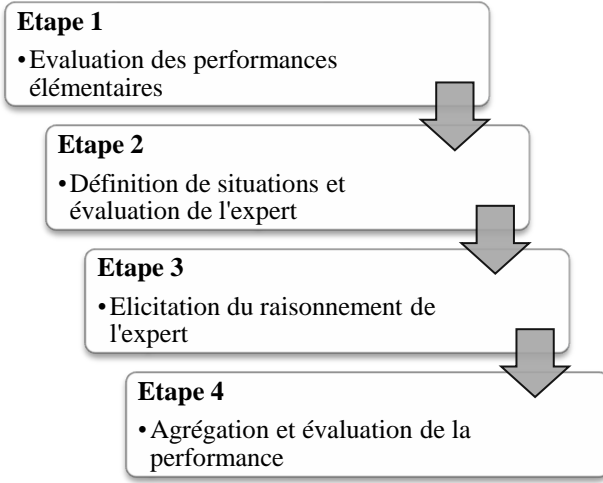 Etape 1
•Evaluation des performances
élémentaires
Etape 2
•Définition de situations et
évaluation de l'expert
Etape 3
•Elicitation du raisonnement de
l'expert
Etape 4
•Agrégation et évaluation de la
performance